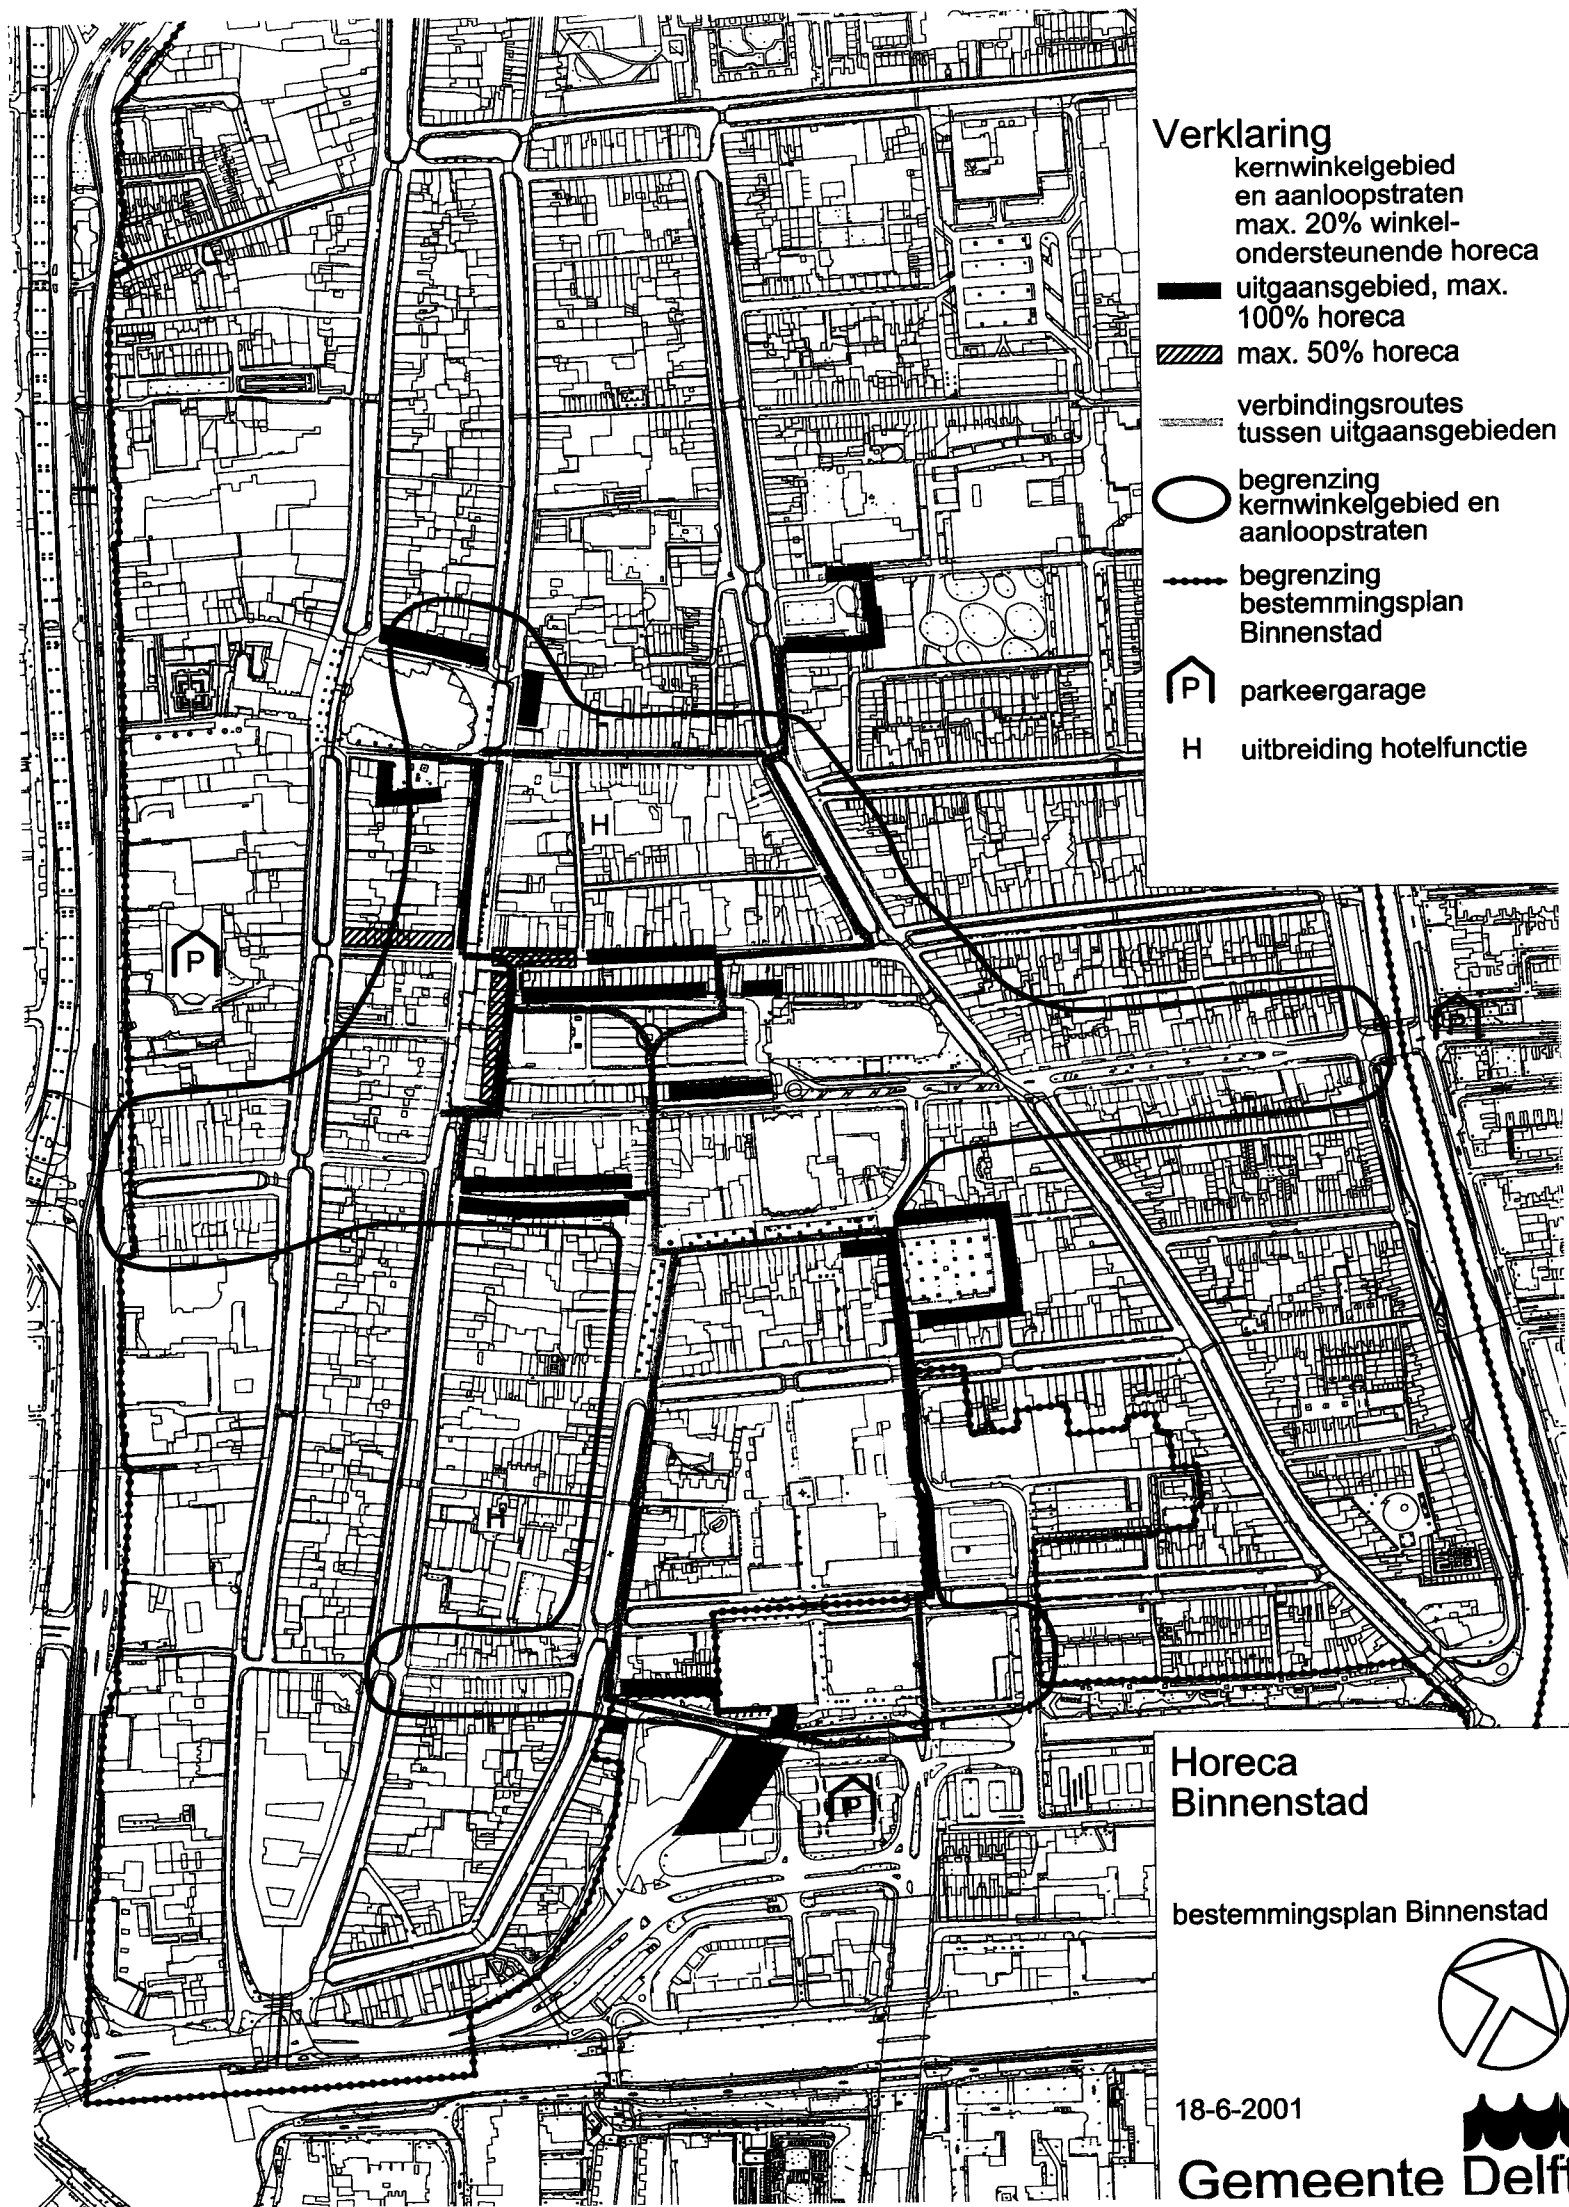 Verklaring
kernwinkelgebied
en aanloopstraten
max. 20% winkel-
ondersteunende horeca
uitgaansgebied, max.
100% horeca
max. 50% horeca
verbindingsroutes
tussen uitgaansgebieden
begrenzing
kernwinkelgebied en
aanloopstraten
begrenzing
bestemmingsplan
Binnenstad
P
parkeergarage
H
uitbreiding hotelfunctie
H
P
P
H
P
Horeca
Binnenstad
bestemmingsplan Binnenstad
18-6-2001
Gemeente Delft